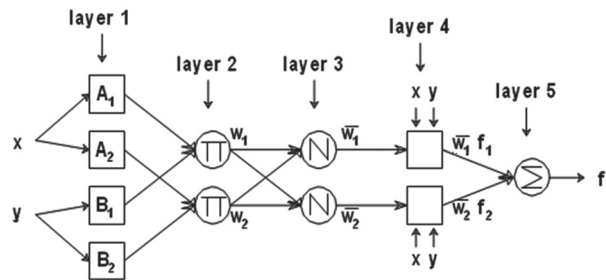 layer 1
layer 4
layer 2
layer 3
layer 5
x y
A1
x
A2
w1
w̅1
w̅1 f1
Π
N
Σ
f
y
B1
Π
N
w2
w̅2
w̅2 f2
B2
x y